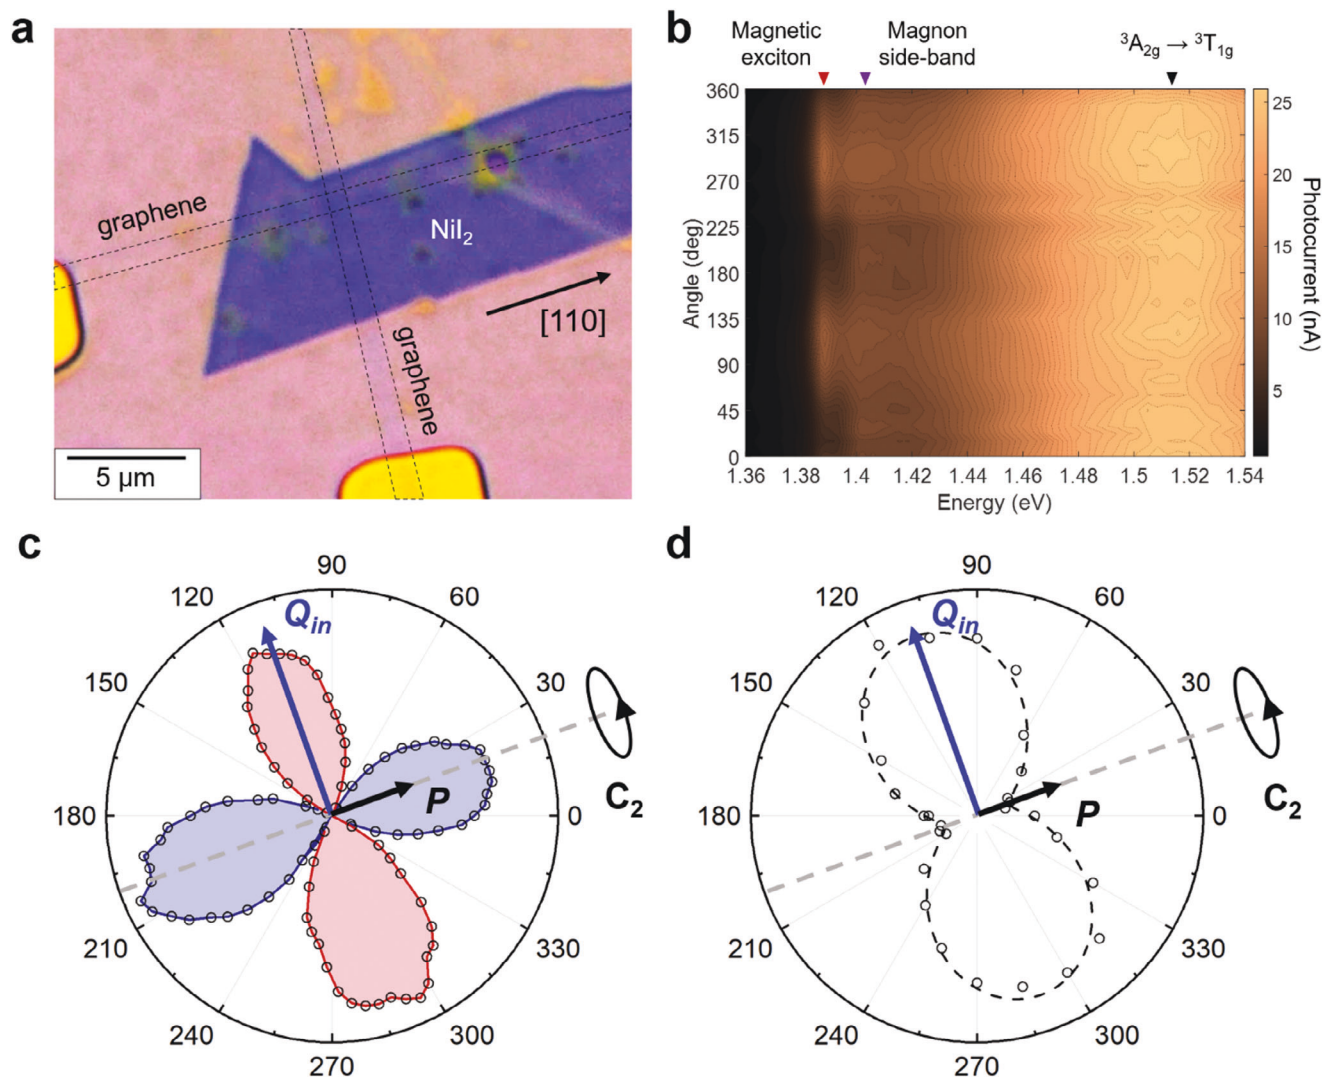 a
graphene
NiI₂
[110]
graphene
5 μm
b
Magnetic
exciton
Magnon
side-band
³A₂g → ³T₁g
360
315
270
225
180
135
90
45
0
Angle (deg)
1.36
1.38
1.4
1.42
1.44
1.46
1.48
1.5
1.52
1.54
Energy (eV)
25
20
15
10
5
Photocurrent (nA)
c
90
120
60
150
30
180
0
210
330
240
300
270
Qin
P
C₂
d
90
120
60
150
30
180
0
210
330
240
300
270
Qin
P
C₂